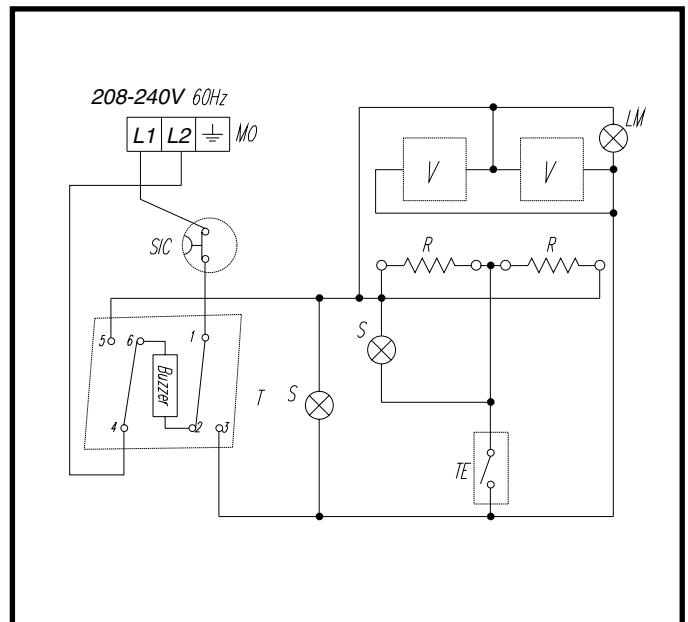 208-240V 60Hz
L1 L2 MO
LM
V V
SIC
R R
S
5 6 1
Buzzer
T S
4 2 3
TE